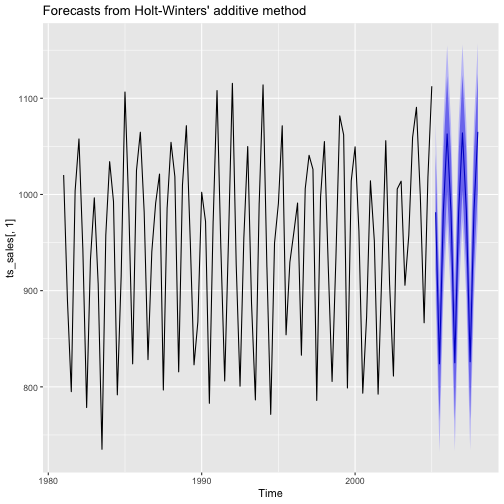 Forecasts from Holt-Winters' additive method
ts_sales[, 1]
1100
1000
900
800
1980
1990
2000
Time